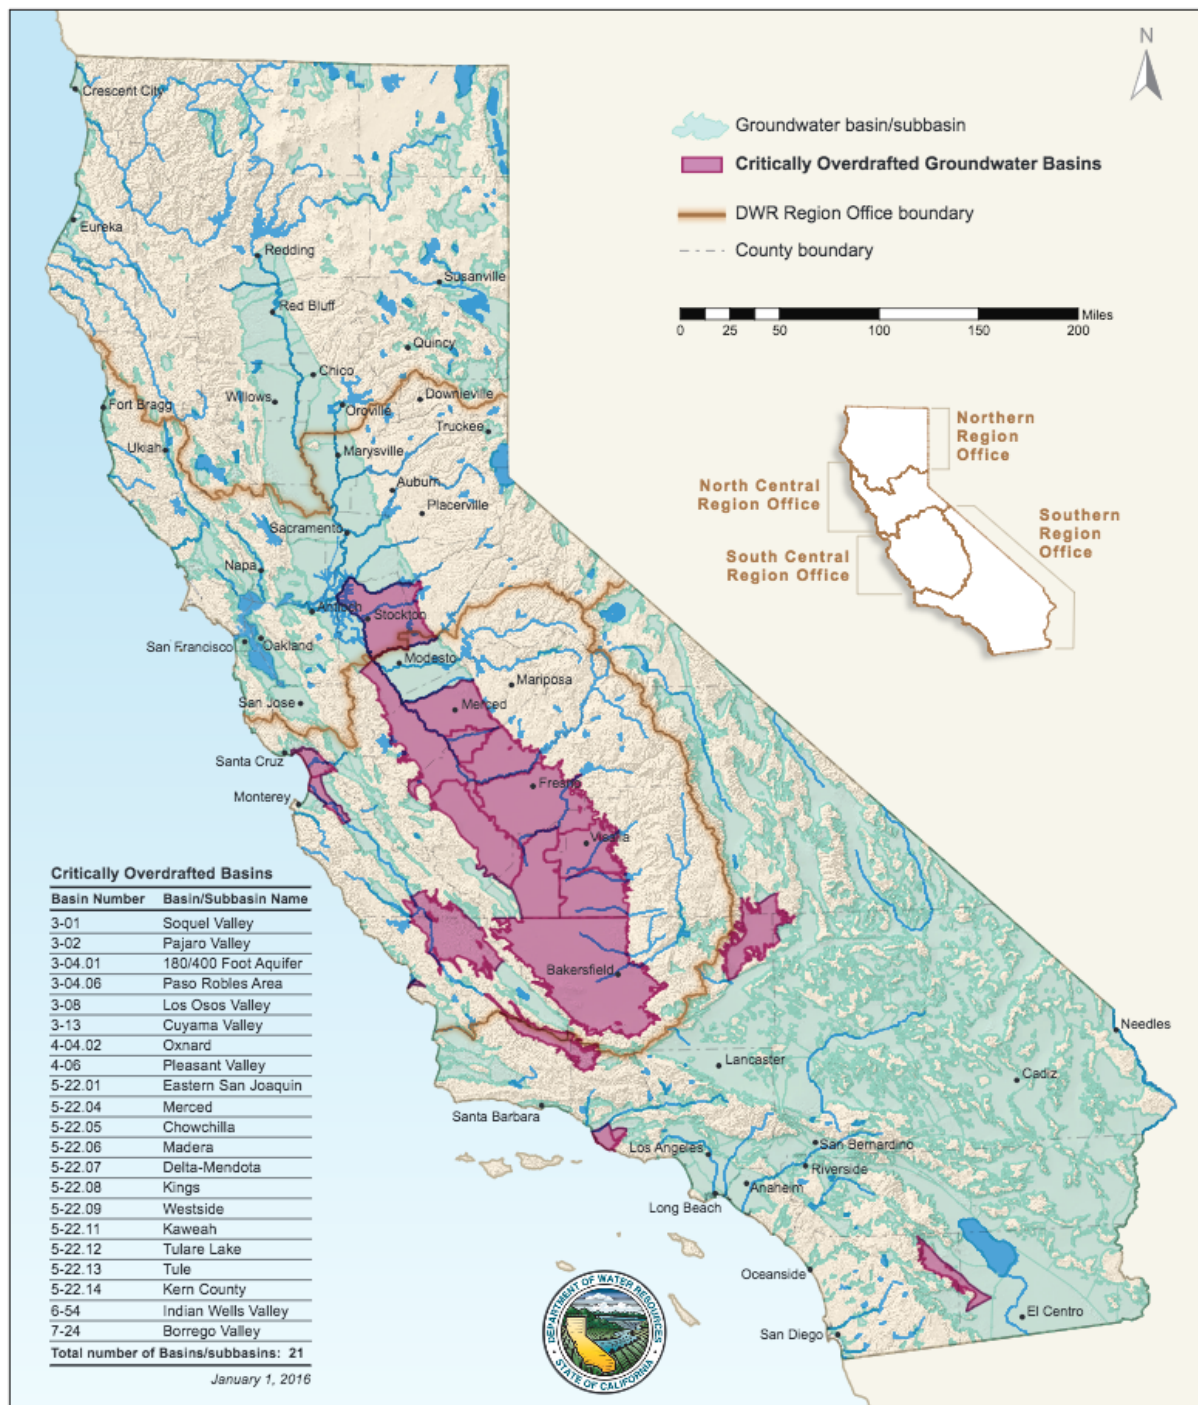 N
Crescent City
Groundwater basin/subbasin
Critically Overdrafted Groundwater Basins
DWR Region Office boundary
County boundary
Eureka
Redding
Susanville
Red Bluff
Miles
0 25 50 100 150 200
Quincy
Chico
Willows
Downieville
Fort Bragg
Oroville
Truckee
Ukiah
Marysville
Auburn
Placerville
Sacramento
Napa
Antioch
Stockton
San Francisco
Oakland
Modesto
Mariposa
San Jose
Merced
Santa Cruz
Fresno
Monterey
Visalia
Northern
Region
Office
North Central
Region Office
Southern
Region
Office
South Central
Region Office
Bakersfield
Needles
Lancaster
Cadiz
Santa Barbara
Los Angeles
San Bernardino
Riverside
Anaheim
Long Beach
Oceanside
El Centro
San Diego
Critically Overdrafted Basins
Basin Number Basin/Subbasin Name
3-01 Soquel Valley
3-02 Pajaro Valley
3-04.01 180/400 Foot Aquifer
3-04.06 Paso Robles Area
3-08 Los Osos Valley
3-13 Cuyama Valley
4-04.02 Oxnard
4-06 Pleasant Valley
5-22.01 Eastern San Joaquin
5-22.04 Merced
5-22.05 Chowchilla
5-22.06 Madera
5-22.07 Delta-Mendota
5-22.08 Kings
5-22.09 Westside
5-22.11 Kaweah
5-22.12 Tulare Lake
5-22.13 Tule
5-22.14 Kern County
6-54 Indian Wells Valley
7-24 Borrego Valley
Total number of Basins/subbasins: 21
January 1, 2016
DEPARTMENT OF WATER RESOURCES
STATE OF CALIFORNIA